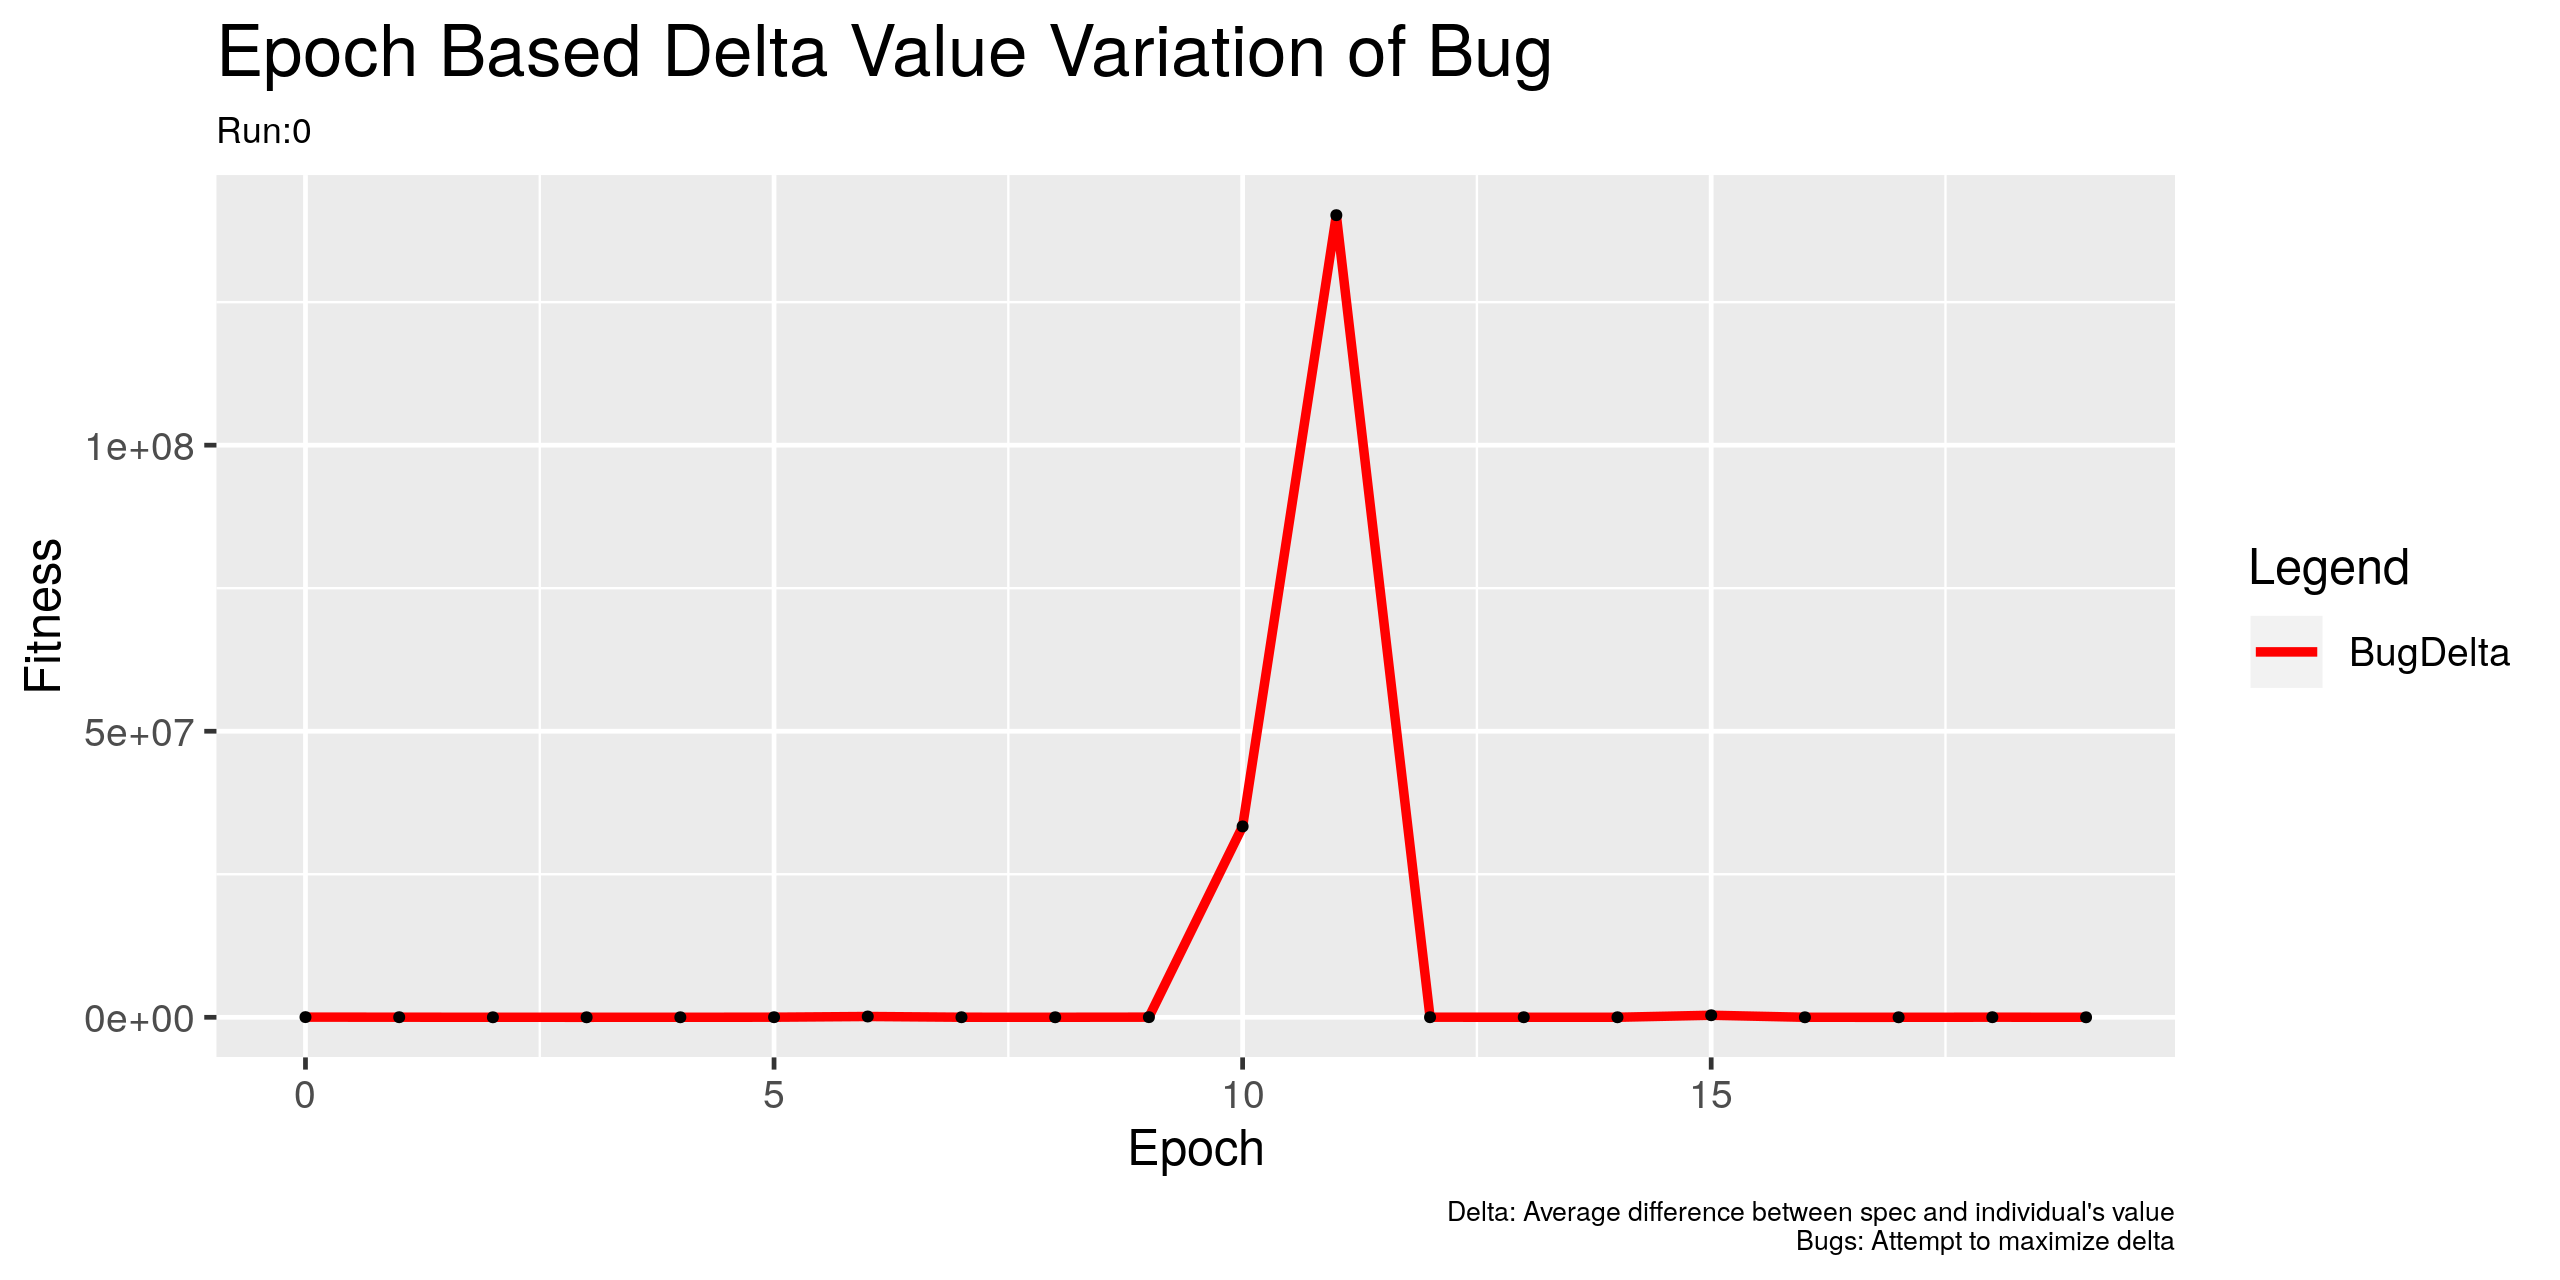 Epoch Based Delta Value Variation of Bug
Run:0
Fitness
1e+08
5e+07
0e+00
0 5 10 15
Epoch
Legend
BugDelta
Delta: Average difference between spec and individual's value
Bugs: Attempt to maximize delta